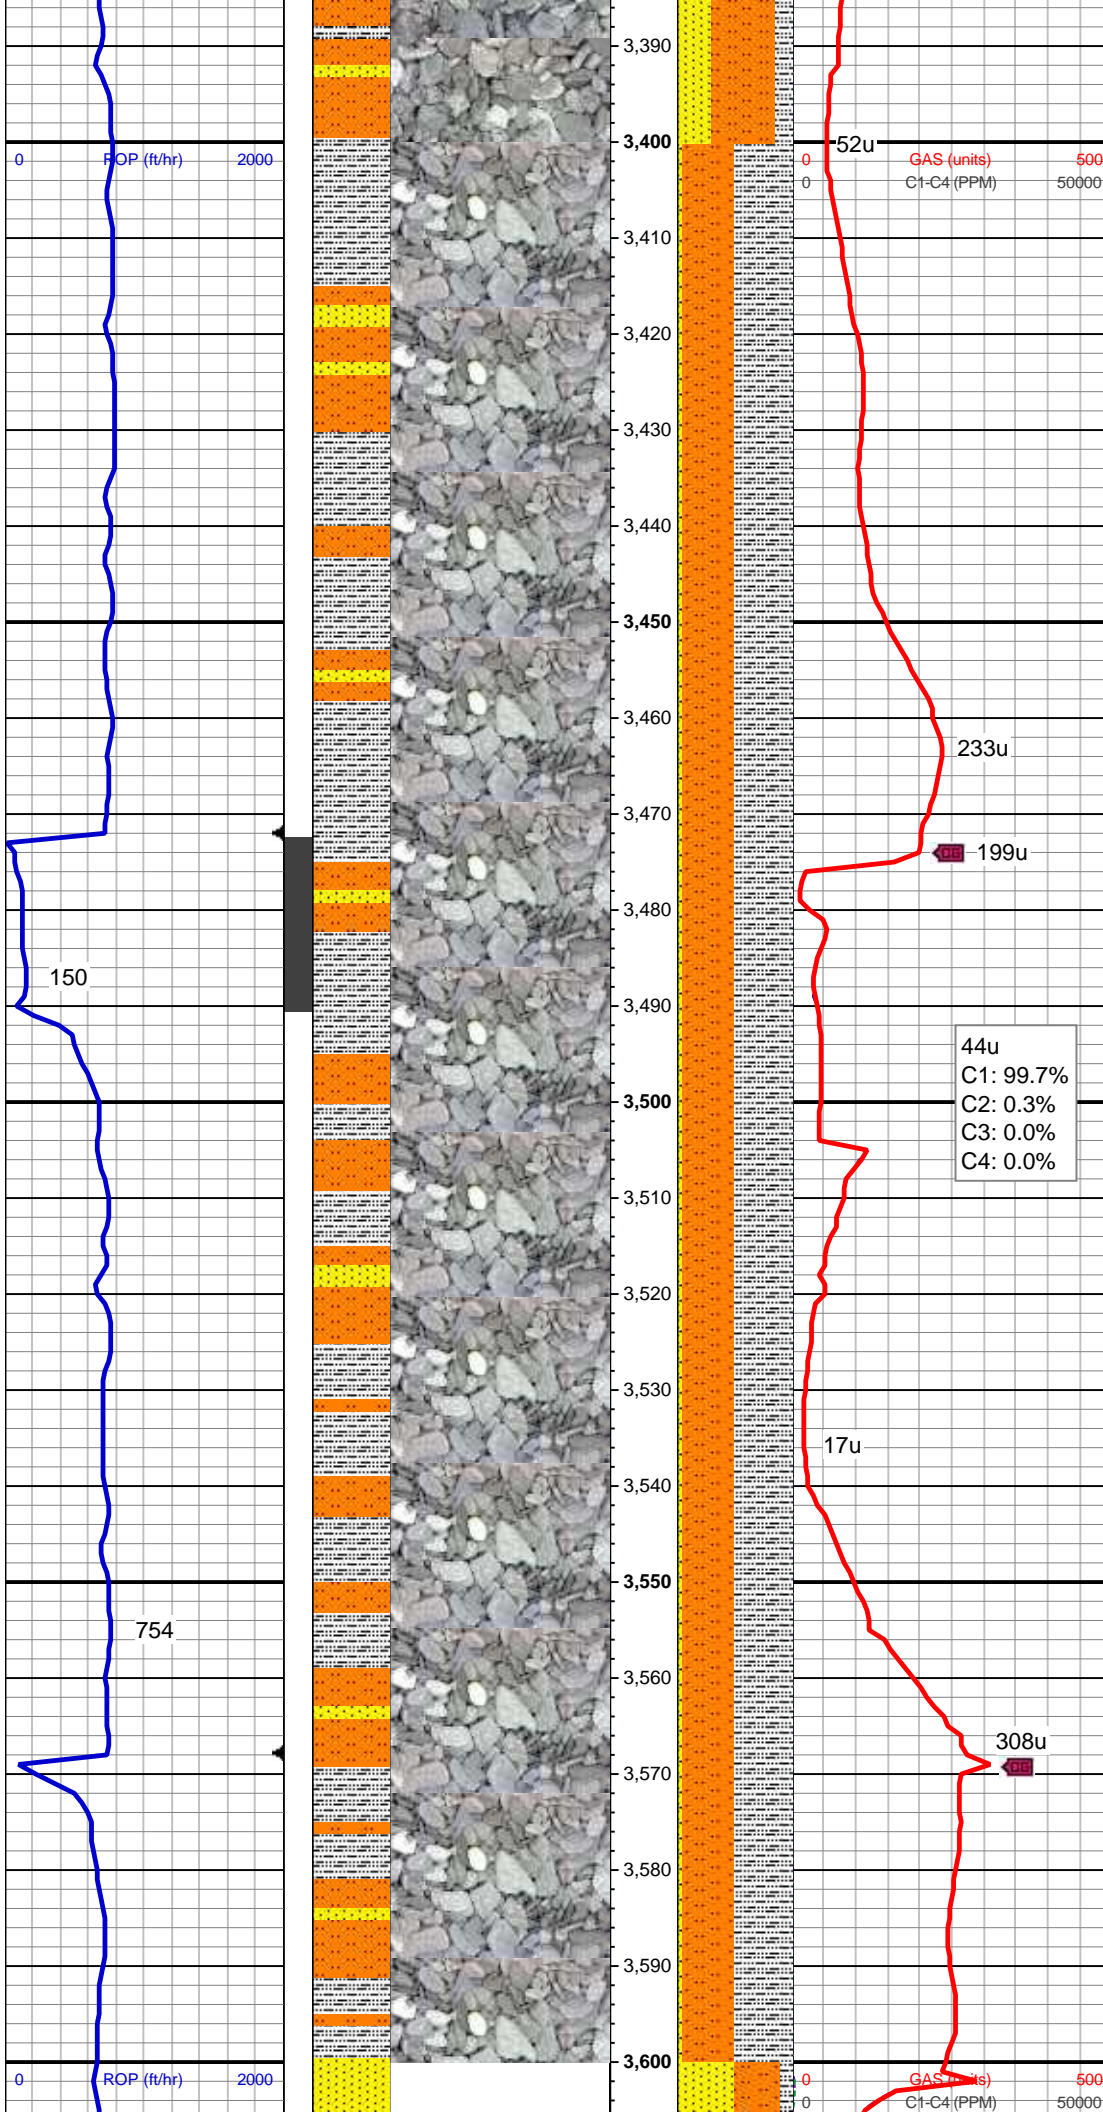 3,390
3,400
52u
0 ROP (ft/hr) 2000
0 GAS (units) 500
0 C1-C4 (PPM) 50000
3,410
3,420
3,430
3,440
3,450
3,460
233u
3,470
OG 199u
3,480
150
3,490
44u
C1: 99.7%
C2: 0.3%
C3: 0.0%
C4: 0.0%
3,500
3,510
3,520
3,530
17u
3,540
3,550
754
3,560
308u
OG
3,570
3,580
3,590
3,600
0 ROP (ft/hr) 2000
0 GAS (units) 500
0 C1-C4 (PPM) 50000